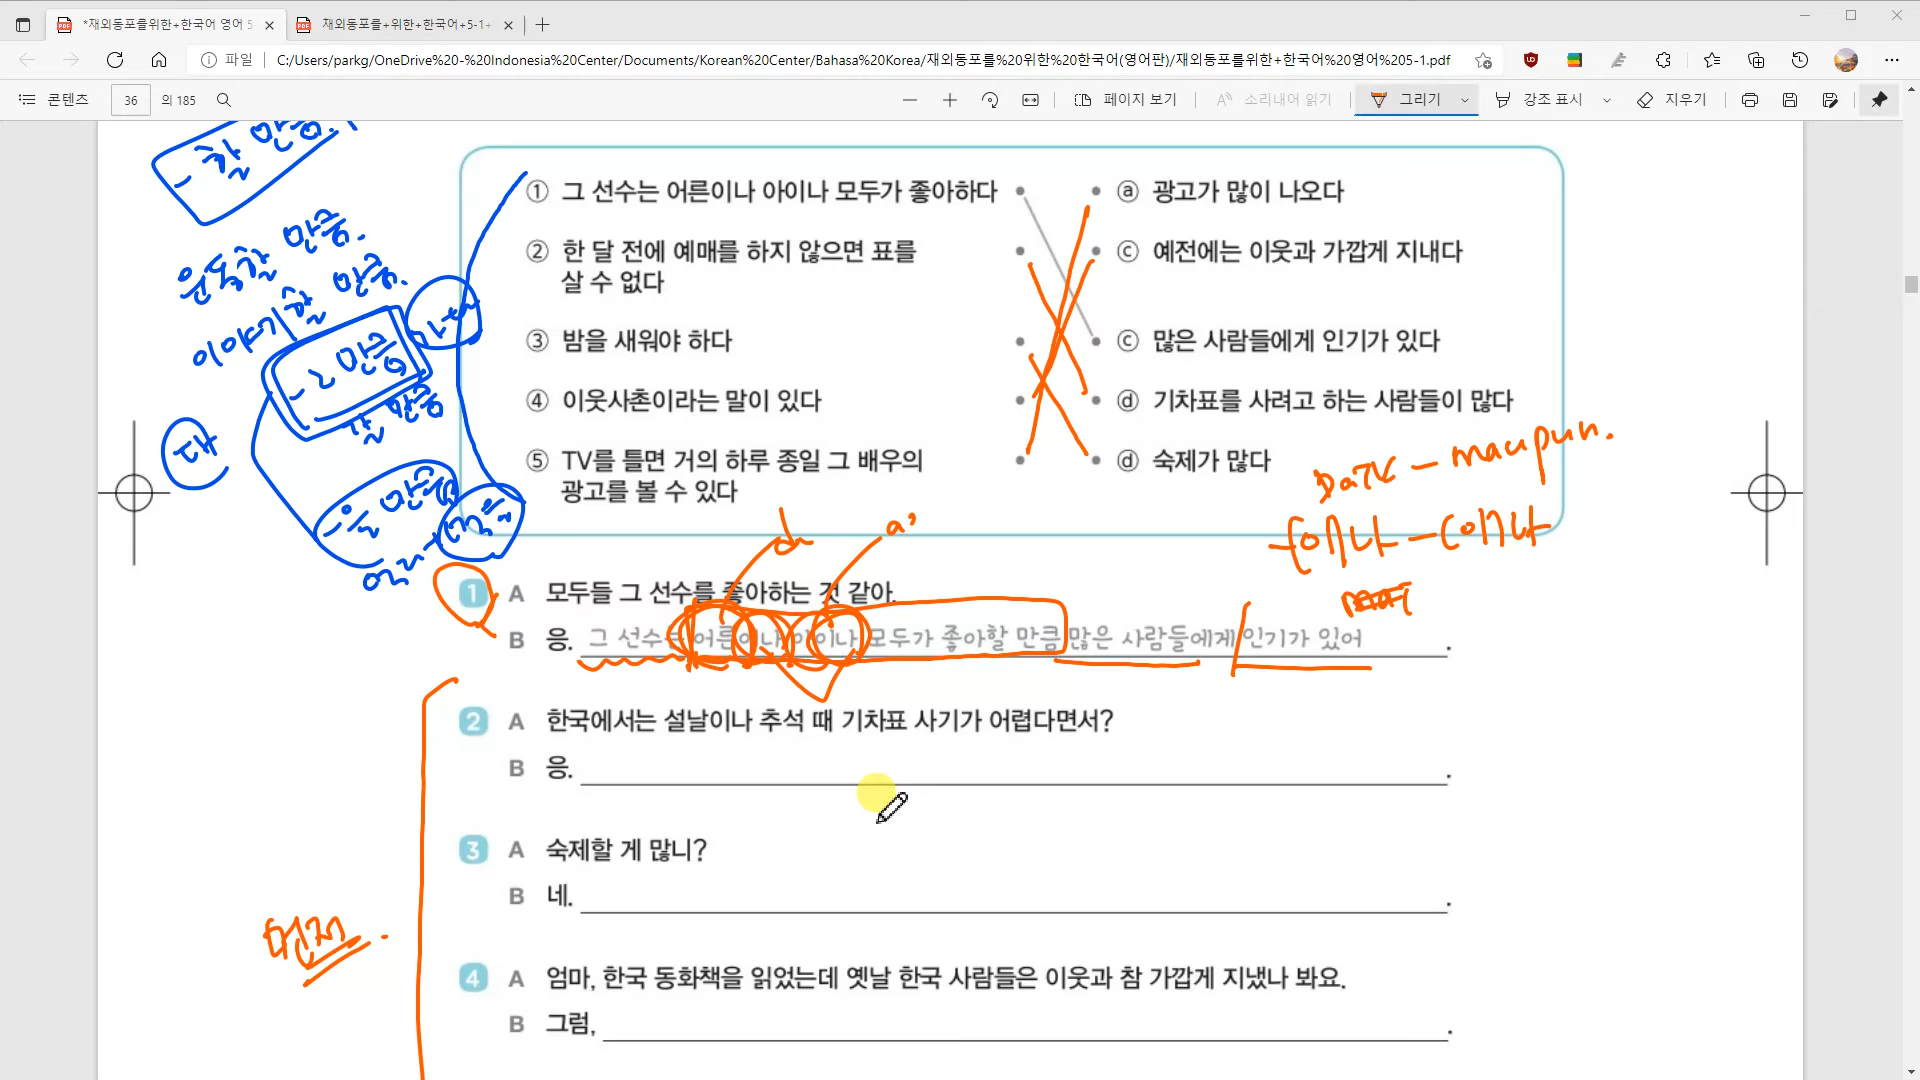 *재외동포를위한+한국어 영어 5
재외동포를+위한+한국어+5-1+
파일
C:/Users/parkg/OneDrive%20-%20Indonesia%20Center/Documents/Korean%20Center/Bahasa%20Korea/재외동포를%20위한%20한국어(영어판)/재외동포를위한+한국어%20영어%205-1.pdf
콘텐츠 36 의 185 페이지 보기 소리내어 읽기 그리기 강조 표시 지우기
-할 만큼.
운동할 만큼.
이야기할 만큼.
-ㄹ 만큼
갈 만큼
-을 만큼
① 그 선수는 어른이나 아이나 모두가 좋아하다 ⓐ 광고가 많이 나오다
② 한 달 전에 예매를 하지 않으면 표를 살 수 없다 ⓒ 예전에는 이웃과 가깝게 지내다
③ 밤을 새워야 하다 ⓒ 많은 사람들에게 인기가 있다
④ 이웃사촌이라는 말이 있다 ⓓ 기차표를 사려고 하는 사람들이 많다
⑤ TV를 틀면 거의 하루 종일 그 배우의 광고를 볼 수 있다 ⓓ 숙제가 많다
maupun.
1 A 모두들 그 선수를 좋아하는 것 같아.
B 응. 그 선수는 어른이나 아이나 모두가 좋아할 만큼 많은 사람들에게 인기가 있어.
2 A 한국에서는 설날이나 추석 때 기차표 사기가 어렵다면서?
B 응.
3 A 숙제할 게 많니?
B 네.
먼저.
4 A 엄마, 한국 동화책을 읽었는데 옛날 한국 사람들은 이웃과 참 가깝게 지냈나 봐요.
B 그럼,